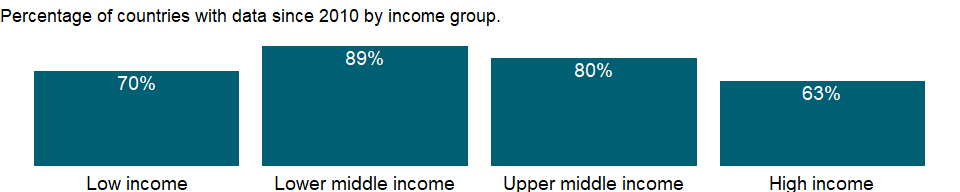 Percentage of countries with data since 2010 by income group.
70%
89%
80%
63%
Low income
Lower middle income
Upper middle income
High income